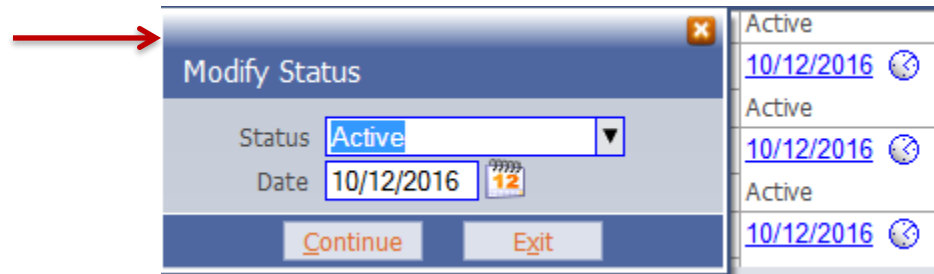 Modify Status
Status Active
Date 10/12/2016 12
Continue Exit
Active
10/12/2016
Active
10/12/2016
Active
10/12/2016